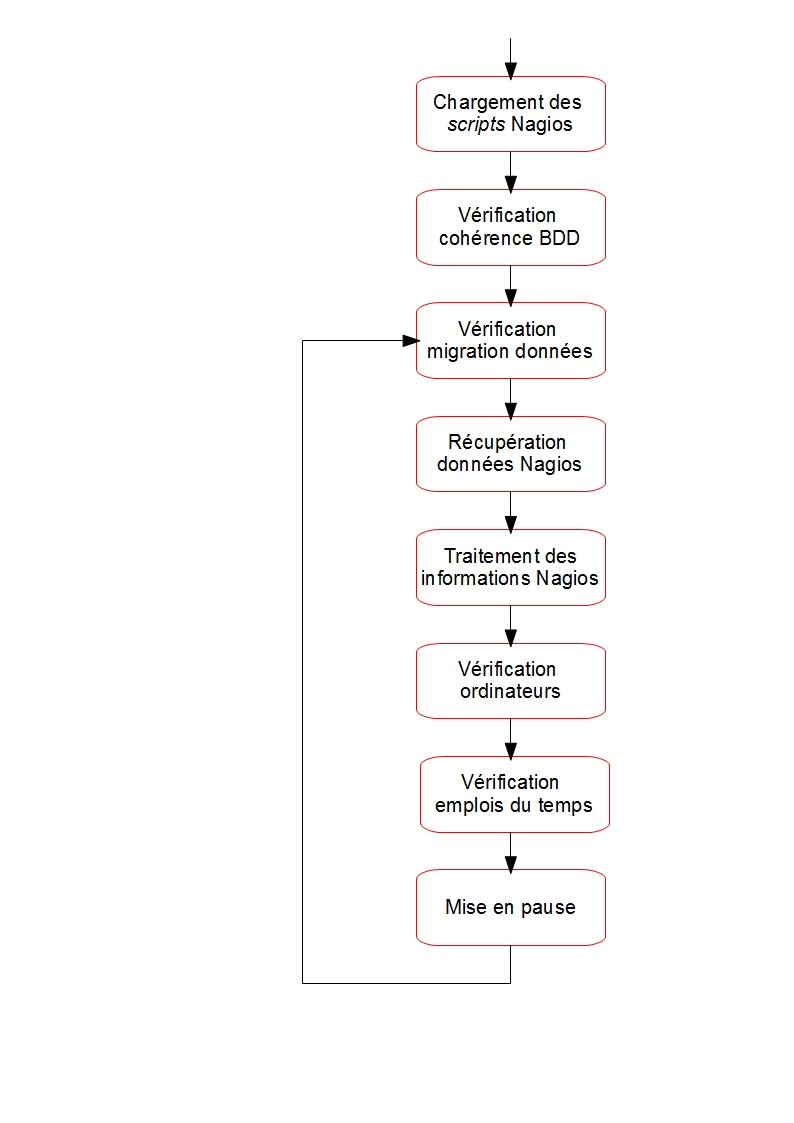 Chargement des
scripts Nagios
Vérification
cohérence BDD
Vérification
migration données
Récupération
données Nagios
Traitement des
informations Nagios
Vérification
ordinateurs
Vérification
emplois du temps
Mise en pause